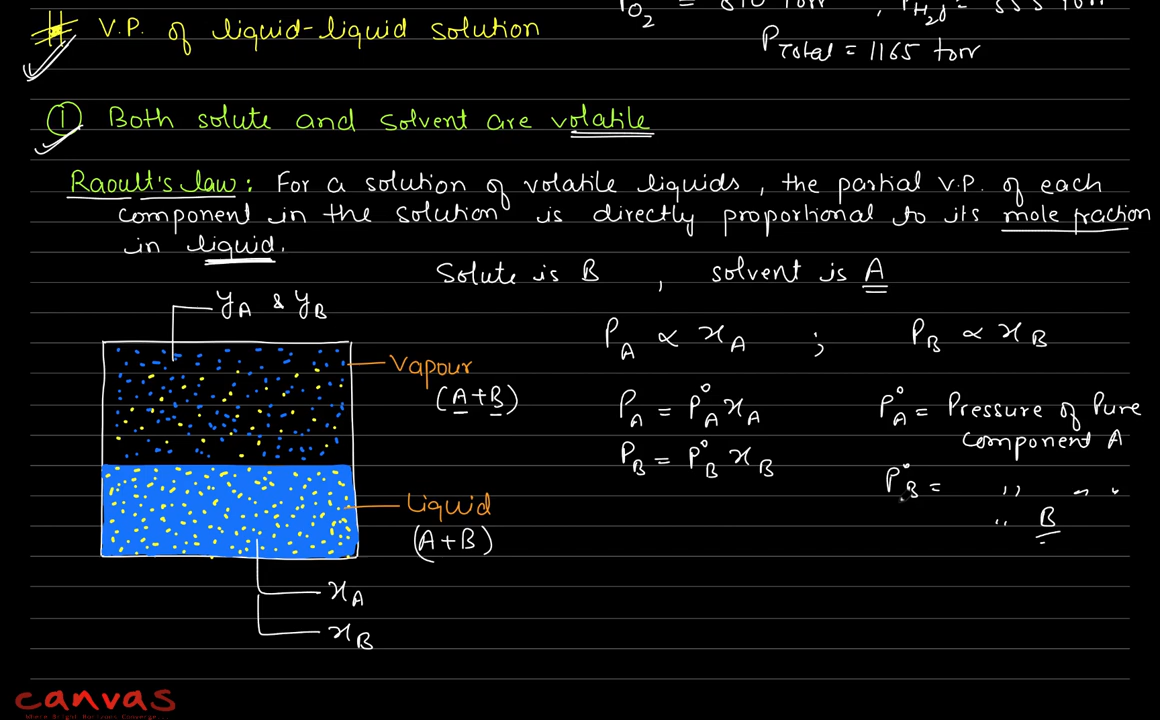 V.P. of liquid-liquid solution
P Total = 1165 torr
① Both solute and solvent are volatile
Raoult's law : For a solution of volatile liquids, the partial V.P. of each
component in the solution is directly proportional to its mole fraction
in liquid.
Solute is B , solvent is A
y_A & y_B
P_A ∝ x_A ; P_B ∝ x_B
Vapour
(A+B)
P_A = P°_A x_A
P°_A = Pressure of Pure
component A
P_B = P°_B x_B
P°_B = ,, ,, ,,
,, B
Liquid
(A+B)
x_A
x_B
canvas